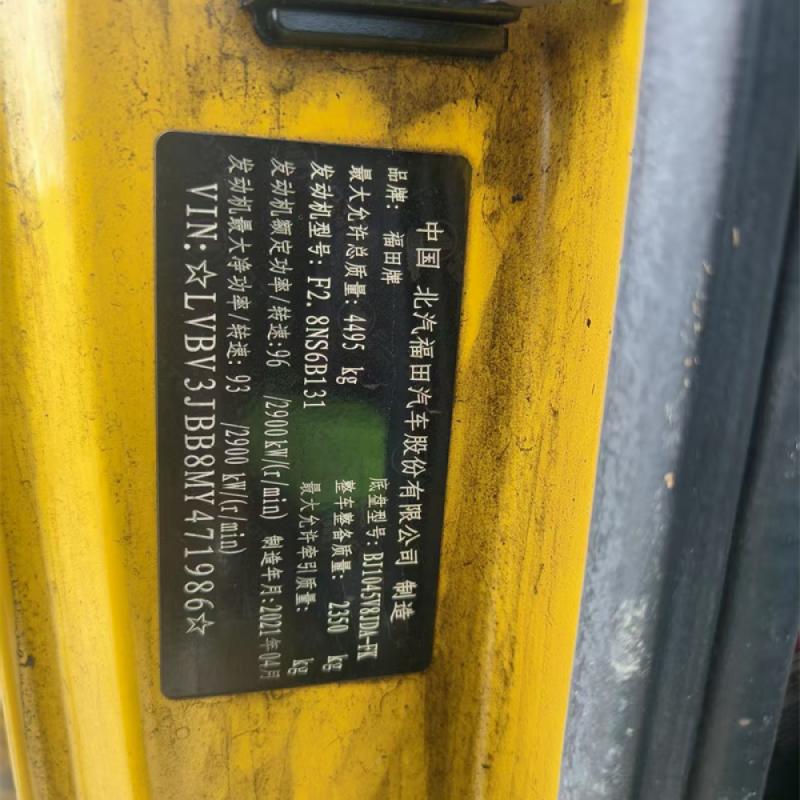 中国 北汽福田汽车股份有限公司 制造
品牌: 福田牌 底盘型号: BJ1045V8JDA-FK
最大允许总质量: 4495 kg 整车整备质量: 2350 kg
发动机型号: F2.8NS6B131 最大允许牵引质量: kg
发动机额定功率/转速:96 /2900kW/(r/min) 制造年月:2021年04月
发动机最大净功率/转速: 93 /2900 kW/(r/min)
VIN:☆LVBV3JBB8MY471986☆